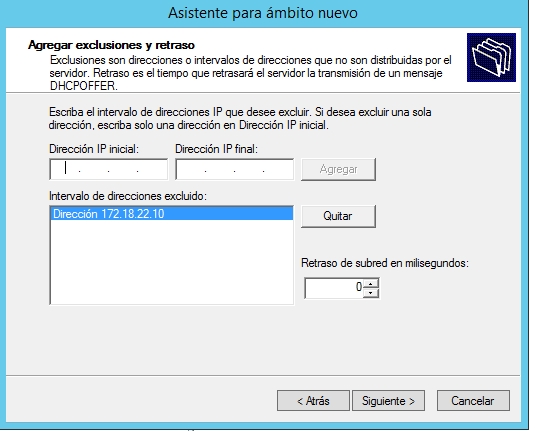 Asistente para ámbito nuevo
Agregar exclusiones y retraso
Exclusiones son direcciones o intervalos de direcciones que no son distribuidas por el
servidor. Retraso es el tiempo que retrasará el servidor la transmisión de un mensaje
DHCPOFFER.
Escriba el intervalo de direcciones IP que desee excluir. Si desea excluir una sola
dirección, escriba solo una dirección en Dirección IP inicial.
Dirección IP inicial: Dirección IP final:
. . . . . . Agregar
Intervalo de direcciones excluido:
Dirección 172.18.22.10 Quitar
Retraso de subred en milisegundos:
0
< Atrás Siguiente > Cancelar